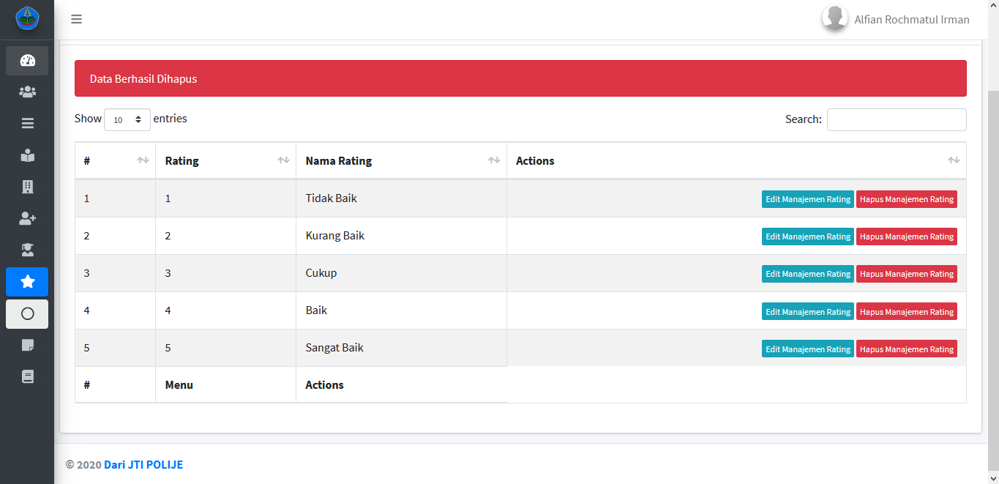 Alfian Rochmatul Irman
Data Berhasil Dihapus
Show 10 entries Search:
# Rating Nama Rating Actions
1 1 Tidak Baik Edit Manajemen Rating Hapus Manajemen Rating
2 2 Kurang Baik Edit Manajemen Rating Hapus Manajemen Rating
3 3 Cukup Edit Manajemen Rating Hapus Manajemen Rating
4 4 Baik Edit Manajemen Rating Hapus Manajemen Rating
5 5 Sangat Baik Edit Manajemen Rating Hapus Manajemen Rating
# Menu Actions
© 2020 Dari JTI POLIJE